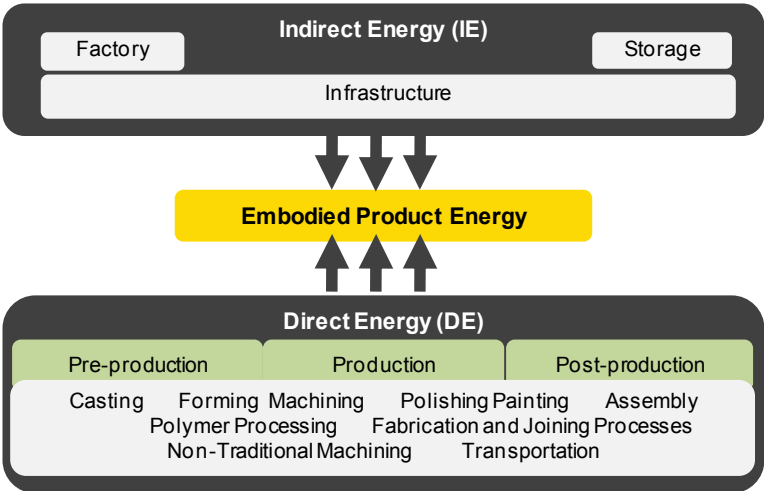 Indirect Energy (IE)
Factory Storage
Infrastructure
Embodied Product Energy
Direct Energy (DE)
Pre-production Production Post-production
Casting Forming Machining Polishing Painting Assembly
Polymer Processing Fabrication and Joining Processes
Non-Traditional Machining Transportation